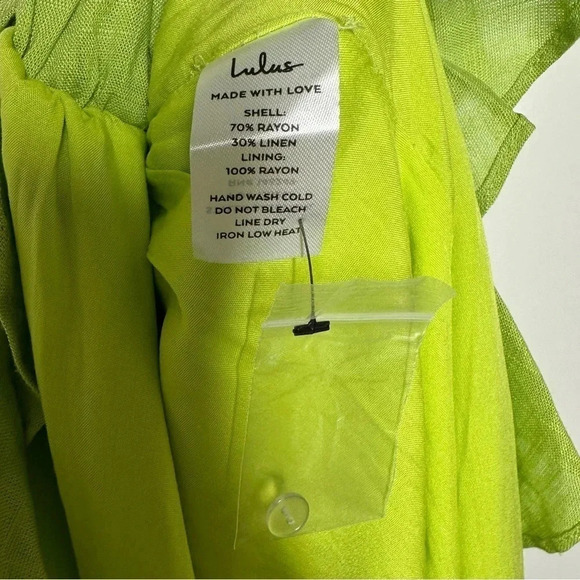 Lulus
MADE WITH LOVE
SHELL:
70% RAYON
30% LINEN
LINING:
100% RAYON
HAND WASH COLD
DO NOT BLEACH
LINE DRY
IRON LOW HEAT